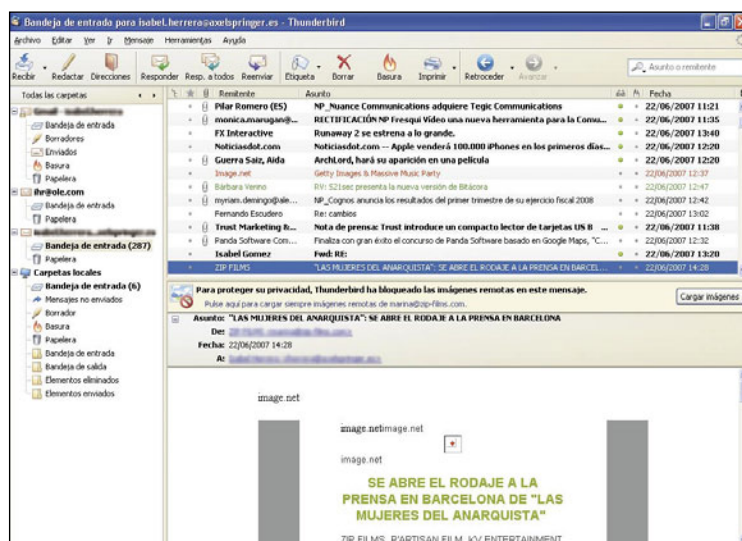 Bandeja de entrada para isabel.herrera@axelspringer.es - Thunderbird
Archivo Editar Ver Ir Mensaje Herramientas Ayuda
Recibir Redactar Direcciones Responder Resp. a todos Reenviar Etiqueta Borrar Basura Imprimir Retroceder Avanzar Asunto o remitente
Todas las carpetas
Bandeja de entrada
Borradores
Enviados
Basura
Papelera
ihr@ole.com
Bandeja de entrada
Papelera
Bandeja de entrada (287)
Papelera
Carpetas locales
Bandeja de entrada (6)
Mensajes no enviados
Borrador
Basura
Papelera
Bandeja de entrada
Bandeja de salida
Elementos eliminados
Elementos enviados
Remitente Asunto Fecha
Pilar Romero (ES) NP_Nuance Communications adquiere Tegic Communications 22/06/2007 11:21
monica.marugan@... RECTIFICACIÓN NP Fresqui Vídeo una nueva herramienta para la Comu... 22/06/2007 11:35
FX Interactive Runaway 2 se estrena a lo grande. 22/06/2007 13:40
Noticiasdot.com Noticiasdot.com -- Apple venderá 100.000 iPhones en los primeros días... 22/06/2007 12:20
Guerra Saiz, Aida ArchLord, hará su aparición en una película 22/06/2007 12:20
Image.net Getty Images & Massive Music Party 22/06/2007 12:37
Bárbara Verino RV: S21sec presenta la nueva versión de Bitácora 22/06/2007 12:47
myriam.demingo@ale... NP_Cognos anuncia los resultados del primer trimestre de su ejercicio fiscal 2008 22/06/2007 12:42
Fernando Escudero Re: cambios 22/06/2007 13:02
Trust Marketing &... Nota de prensa: Trust introduce un compacto lector de tarjetas US B ... 22/06/2007 11:38
Panda Software Com... Finaliza con gran éxito el concurso de Panda Software basado en Google Maps, "C... 22/06/2007 12:32
Isabel Gomez Fwd: RE: 22/06/2007 13:20
ZIP FILMS "LAS MUJERES DEL ANARQUISTA": SE ABRE EL RODAJE A LA PRENSA EN BARCEL... 22/06/2007 14:28
Para proteger su privacidad, Thunderbird ha bloqueado las imágenes remotas en este mensaje.
Pulse aquí para cargar siempre imágenes remotas de marina@zip-films.com.
Cargar imágenes
Asunto: "LAS MUJERES DEL ANARQUISTA": SE ABRE EL RODAJE A LA PRENSA EN BARCELONA
De:
Fecha: 22/06/2007 14:28
A:
image.net
image.netimage.net
image.net
SE ABRE EL RODAJE A LA
PRENSA EN BARCELONA DE "LAS
MUJERES DEL ANARQUISTA"
ZIP FILMS, P'ARTISAN FILM, KV ENTERTAINMENT